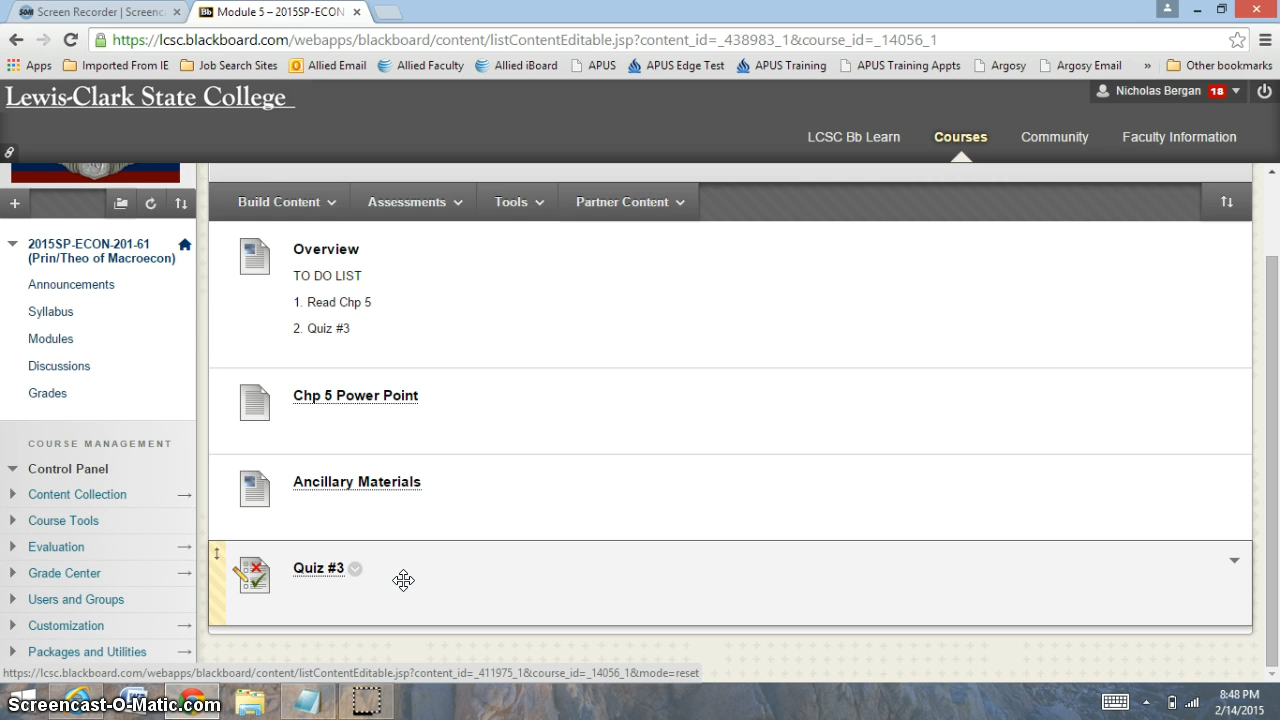 Screen Recorder | Screenc
Module 5 – 2015SP-ECON
https://lcsc.blackboard.com/webapps/blackboard/content/listContentEditable.jsp?content_id=_438983_1&course_id=_14056_1
Apps
Imported From IE
Job Search Sites
Allied Email
Allied Faculty
Allied iBoard
APUS
APUS Edge Test
APUS Training
APUS Training Appts
Argosy
Argosy Email
»
Other bookmarks
Lewis-Clark State College
Nicholas Bergan 18
LCSC Bb Learn
Courses
Community
Faculty Information
Build Content
Assessments
Tools
Partner Content
2015SP-ECON-201-61
(Prin/Theo of Macroecon)
Announcements
Syllabus
Modules
Discussions
Grades
COURSE MANAGEMENT
Control Panel
Content Collection
Course Tools
Evaluation
Grade Center
Users and Groups
Customization
Packages and Utilities
Overview
TO DO LIST
1. Read Chp 5
2. Quiz #3
Chp 5 Power Point
Ancillary Materials
Quiz #3
https://lcsc.blackboard.com/webapps/blackboard/content/listContentEditable.jsp?content_id=_411975_1&course_id=_14056_1&mode=reset
Screencast-O-Matic.com
8:48 PM
2/14/2015